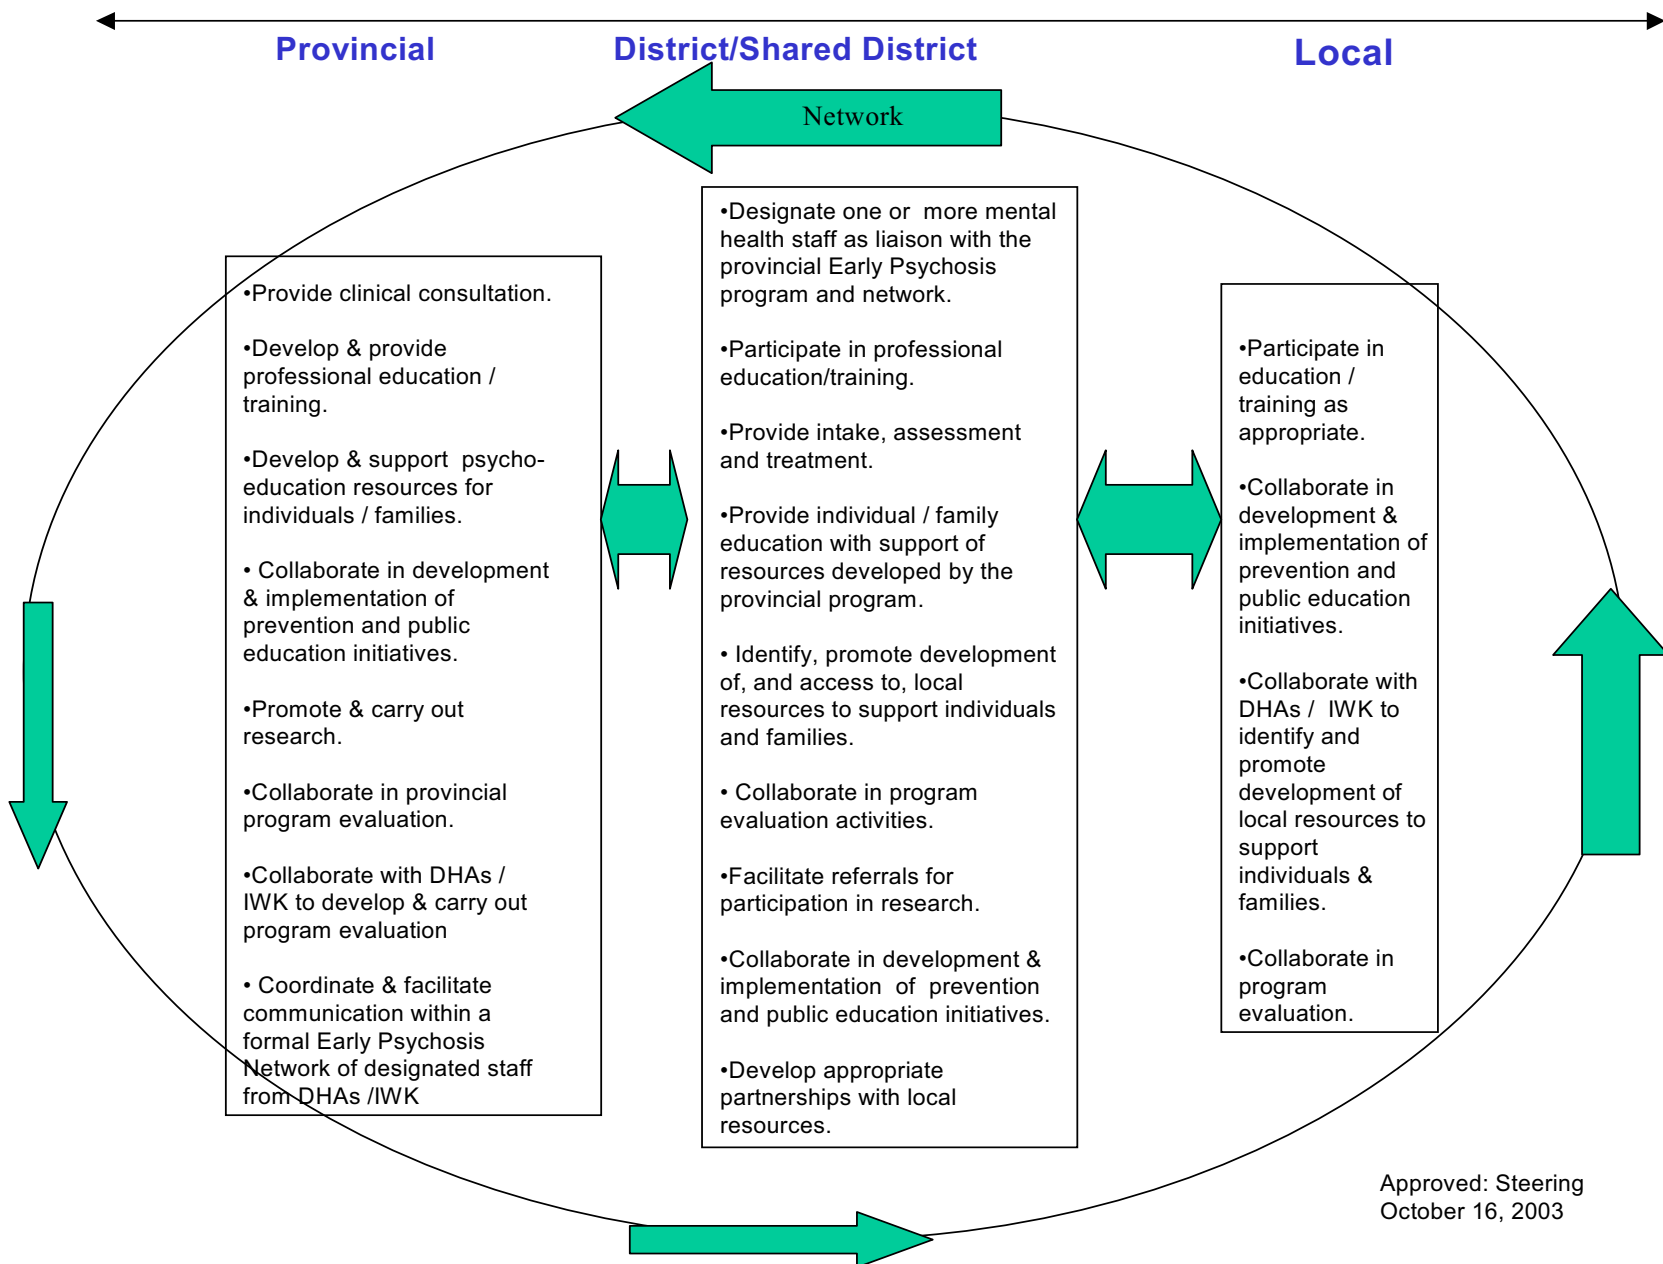 Provincial
District/Shared District
Local
Network
•Provide clinical consultation.
•Develop & provide
professional education /
training.
•Develop & support  psycho-
education resources for
individuals / families.
• Collaborate in development
& implementation of
prevention and public
education initiatives.
•Promote & carry out
research.
•Collaborate in provincial
program evaluation.
•Collaborate with DHAs /
IWK to develop & carry out
program evaluation
• Coordinate & facilitate
communication within a
formal Early Psychosis
Network of designated staff
from DHAs /IWK
•Designate one or  more mental
health staff as liaison with the
provincial Early Psychosis
program and network.
•Participate in professional
education/training.
•Provide intake, assessment
and treatment.
•Provide individual / family
education with support of
resources developed by the
provincial program.
• Identify, promote development
of, and access to, local
resources to support individuals
and families.
• Collaborate in program
evaluation activities.
•Facilitate referrals for
participation in research.
•Collaborate in development &
implementation  of  prevention
and public education initiatives.
•Develop appropriate
partnerships with local
resources.
•Participate in
education /
training as
appropriate.
•Collaborate in
development &
implementation of
prevention and
public education
initiatives.
•Collaborate with
DHAs /  IWK to
identify and
promote
development of
local resources to
support
individuals &
families.
•Collaborate in
program
evaluation.
Approved: Steering
October 16, 2003